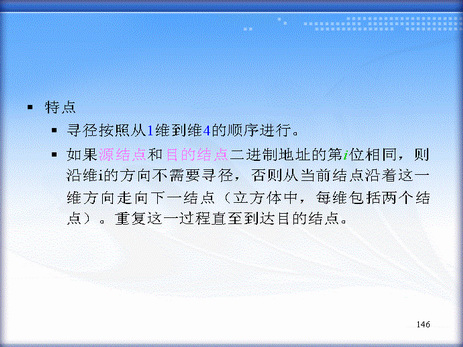 ▪ 特点
▪ 寻径按照从1维到维4的顺序进行。
▪ 如果源结点和目的结点二进制地址的第i位相同，则
沿维i的方向不需要寻径，否则从当前结点沿着这一
维方向走向下一结点（立方体中，每维包括两个结
点）。重复这一过程直至到达目的结点。
146